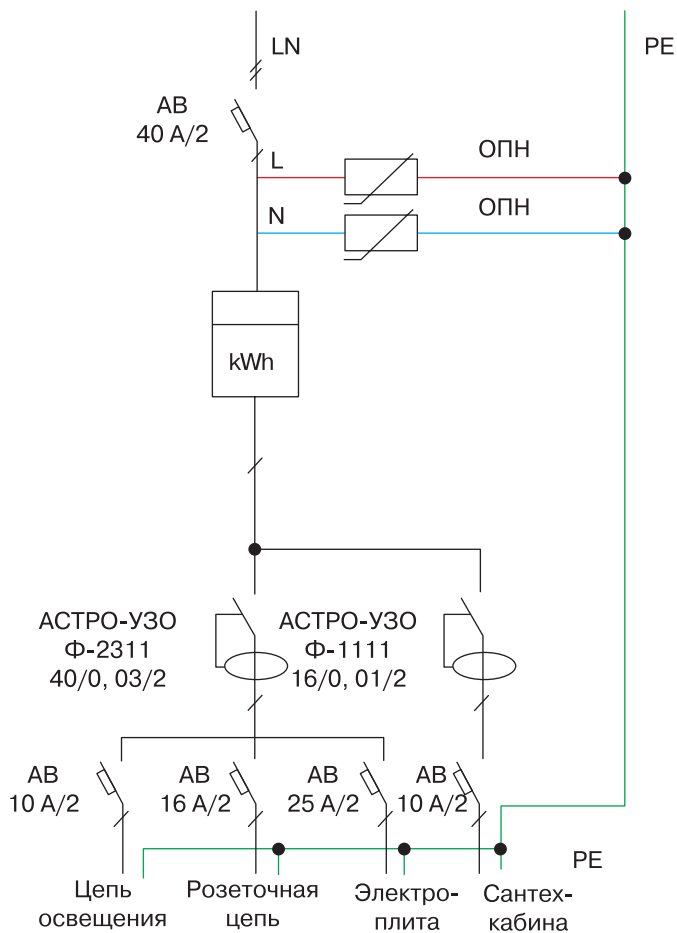 LN
PE
АВ
40 А/2
L
ОПН
N
ОПН
kWh
АСТРО-УЗО
Ф-2311
40/0, 03/2
АСТРО-УЗО
Ф-1111
16/0, 01/2
АВ
10 А/2
АВ
16 А/2
АВ
25 А/2
АВ
10 А/2
PE
Цепь
освещения
Розеточная
цепь
Электро-
плита
Сантех-
кабина